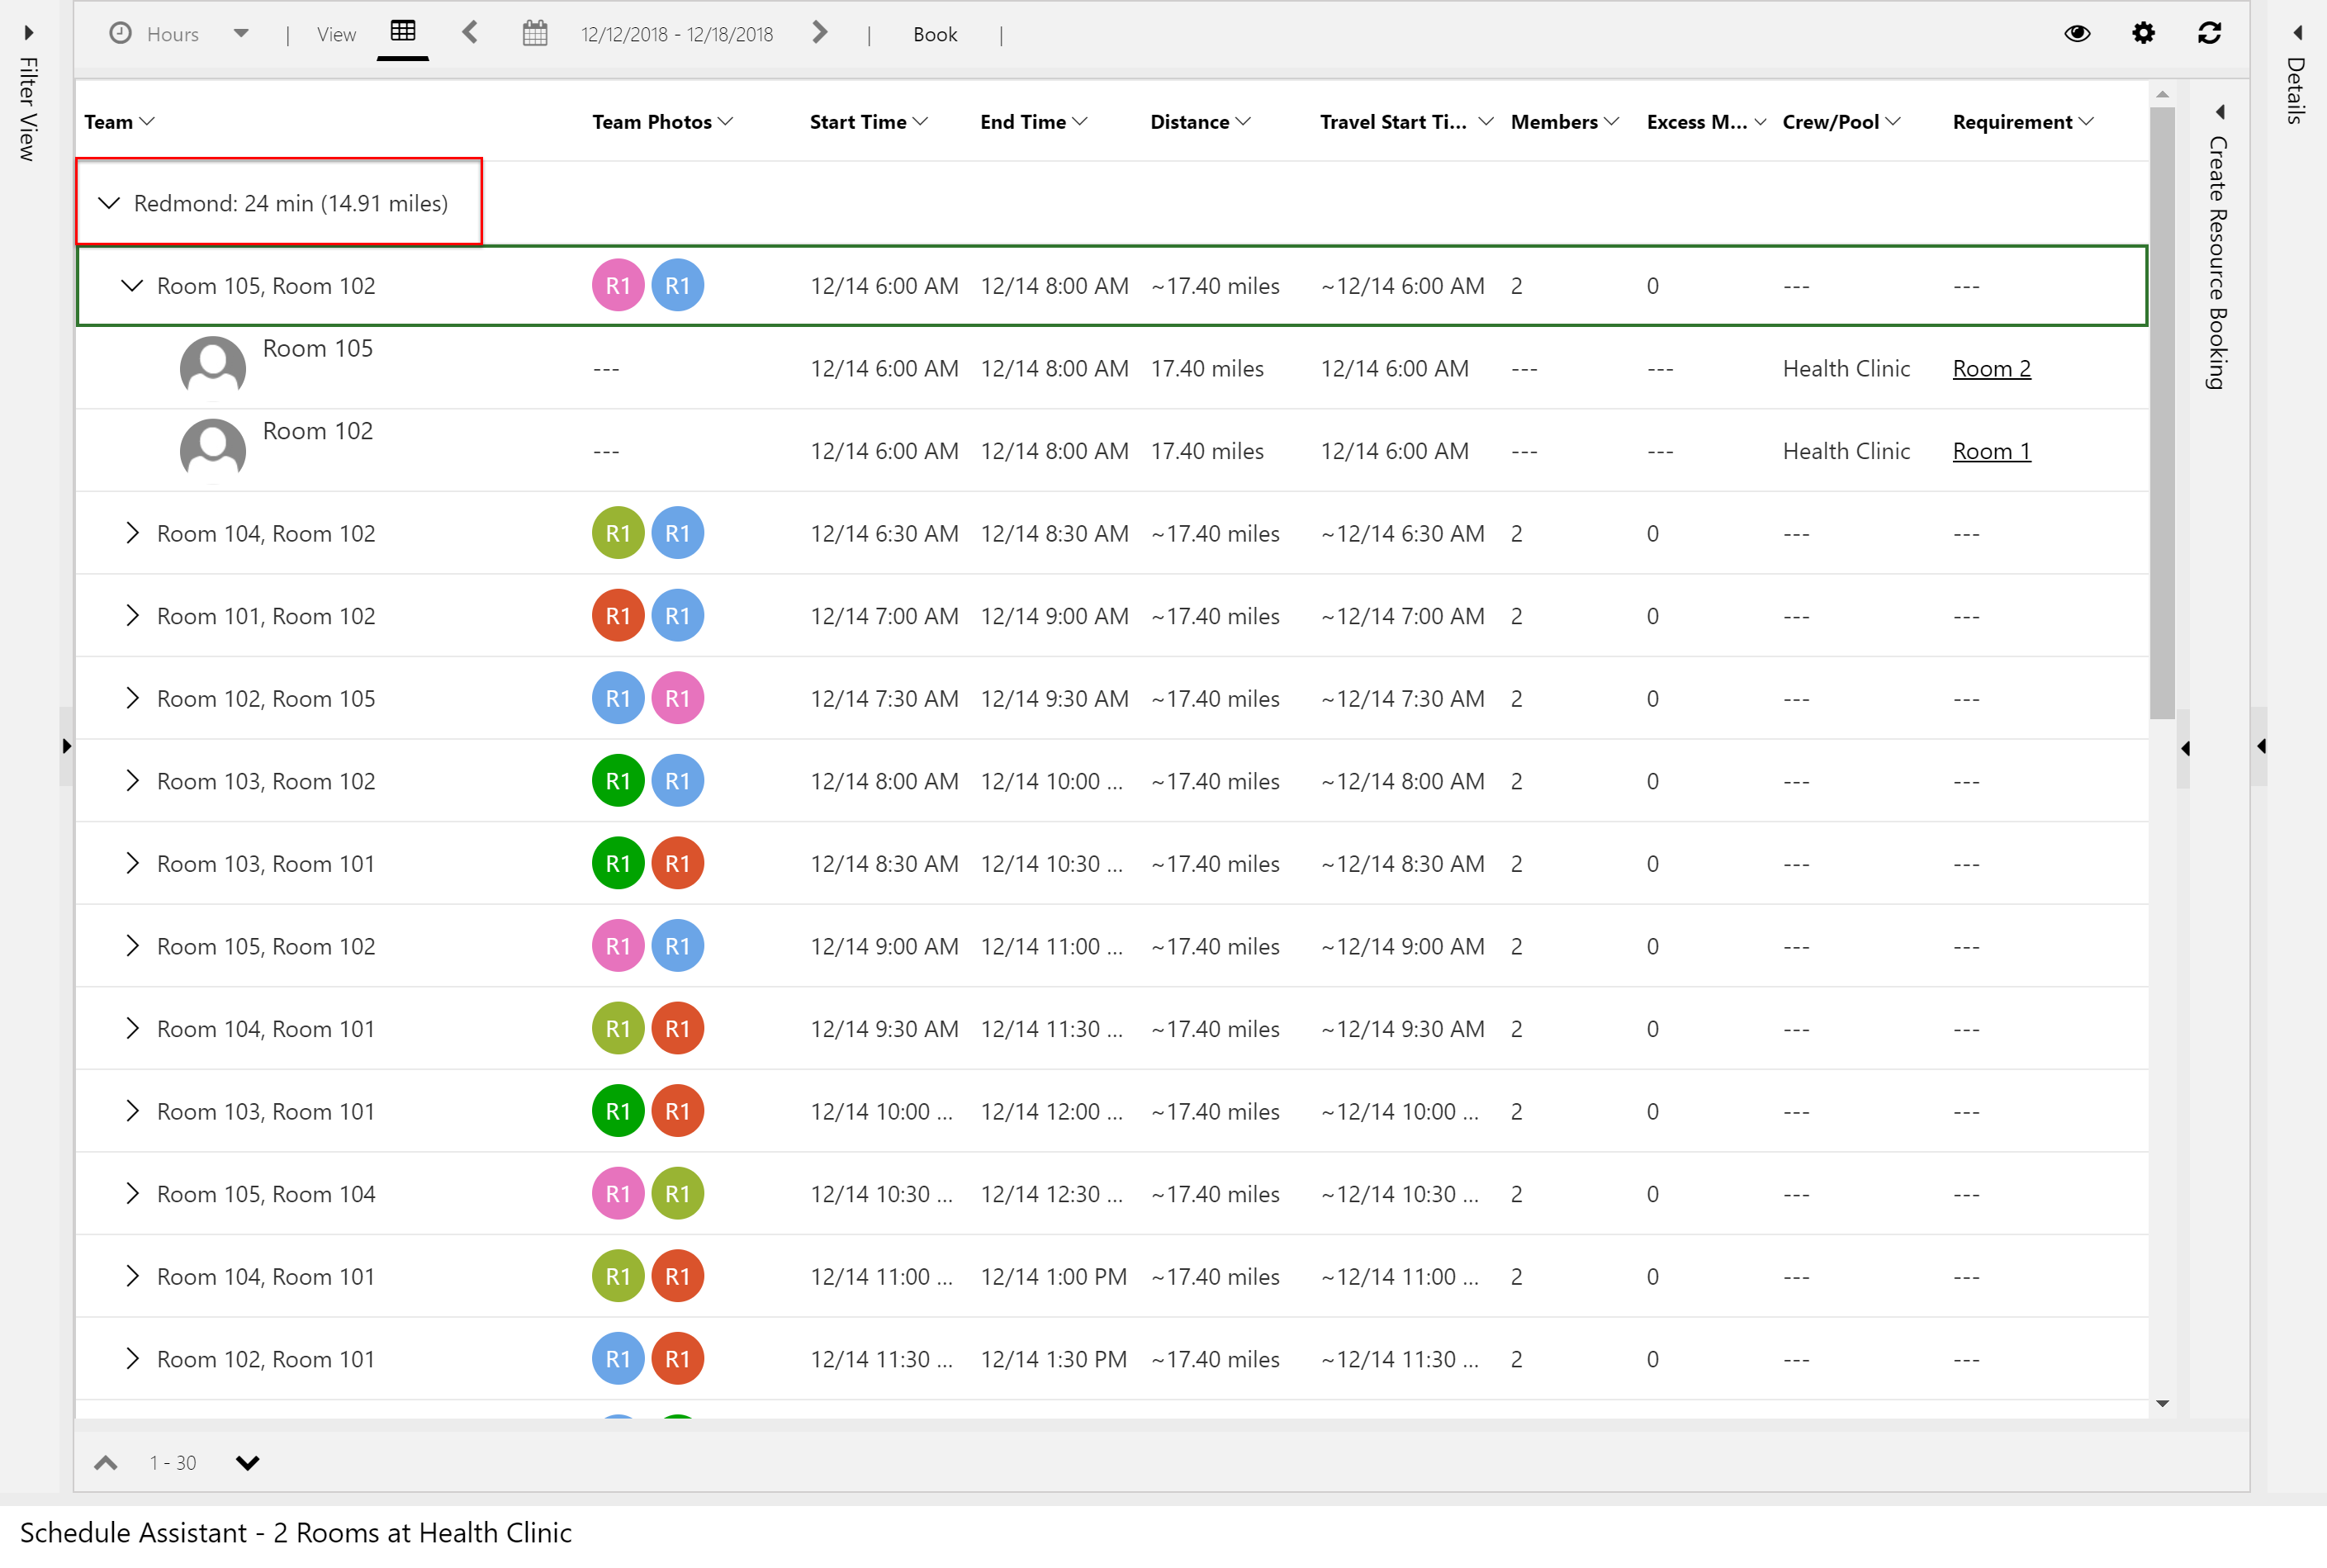 Hours | View 12/12/2018 - 12/18/2018 | Book |
Filter View
Details
Create Resource Booking
Team Team Photos Start Time End Time Distance Travel Start Ti... Members Excess M... Crew/Pool Requirement
Redmond: 24 min (14.91 miles)
Room 105, Room 102 R1 R1 12/14 6:00 AM 12/14 8:00 AM ~17.40 miles ~12/14 6:00 AM 2 0 --- ---
Room 105 --- 12/14 6:00 AM 12/14 8:00 AM 17.40 miles 12/14 6:00 AM --- --- Health Clinic Room 2
Room 102 --- 12/14 6:00 AM 12/14 8:00 AM 17.40 miles 12/14 6:00 AM --- --- Health Clinic Room 1
Room 104, Room 102 R1 R1 12/14 6:30 AM 12/14 8:30 AM ~17.40 miles ~12/14 6:30 AM 2 0 --- ---
Room 101, Room 102 R1 R1 12/14 7:00 AM 12/14 9:00 AM ~17.40 miles ~12/14 7:00 AM 2 0 --- ---
Room 102, Room 105 R1 R1 12/14 7:30 AM 12/14 9:30 AM ~17.40 miles ~12/14 7:30 AM 2 0 --- ---
Room 103, Room 102 R1 R1 12/14 8:00 AM 12/14 10:00 ... ~17.40 miles ~12/14 8:00 AM 2 0 --- ---
Room 103, Room 101 R1 R1 12/14 8:30 AM 12/14 10:30 ... ~17.40 miles ~12/14 8:30 AM 2 0 --- ---
Room 105, Room 102 R1 R1 12/14 9:00 AM 12/14 11:00 ... ~17.40 miles ~12/14 9:00 AM 2 0 --- ---
Room 104, Room 101 R1 R1 12/14 9:30 AM 12/14 11:30 ... ~17.40 miles ~12/14 9:30 AM 2 0 --- ---
Room 103, Room 101 R1 R1 12/14 10:00 ... 12/14 12:00 ... ~17.40 miles ~12/14 10:00 ... 2 0 --- ---
Room 105, Room 104 R1 R1 12/14 10:30 ... 12/14 12:30 ... ~17.40 miles ~12/14 10:30 ... 2 0 --- ---
Room 104, Room 101 R1 R1 12/14 11:00 ... 12/14 1:00 PM ~17.40 miles ~12/14 11:00 ... 2 0 --- ---
Room 102, Room 101 R1 R1 12/14 11:30 ... 12/14 1:30 PM ~17.40 miles ~12/14 11:30 ... 2 0 --- ---
1 - 30
Schedule Assistant - 2 Rooms at Health Clinic